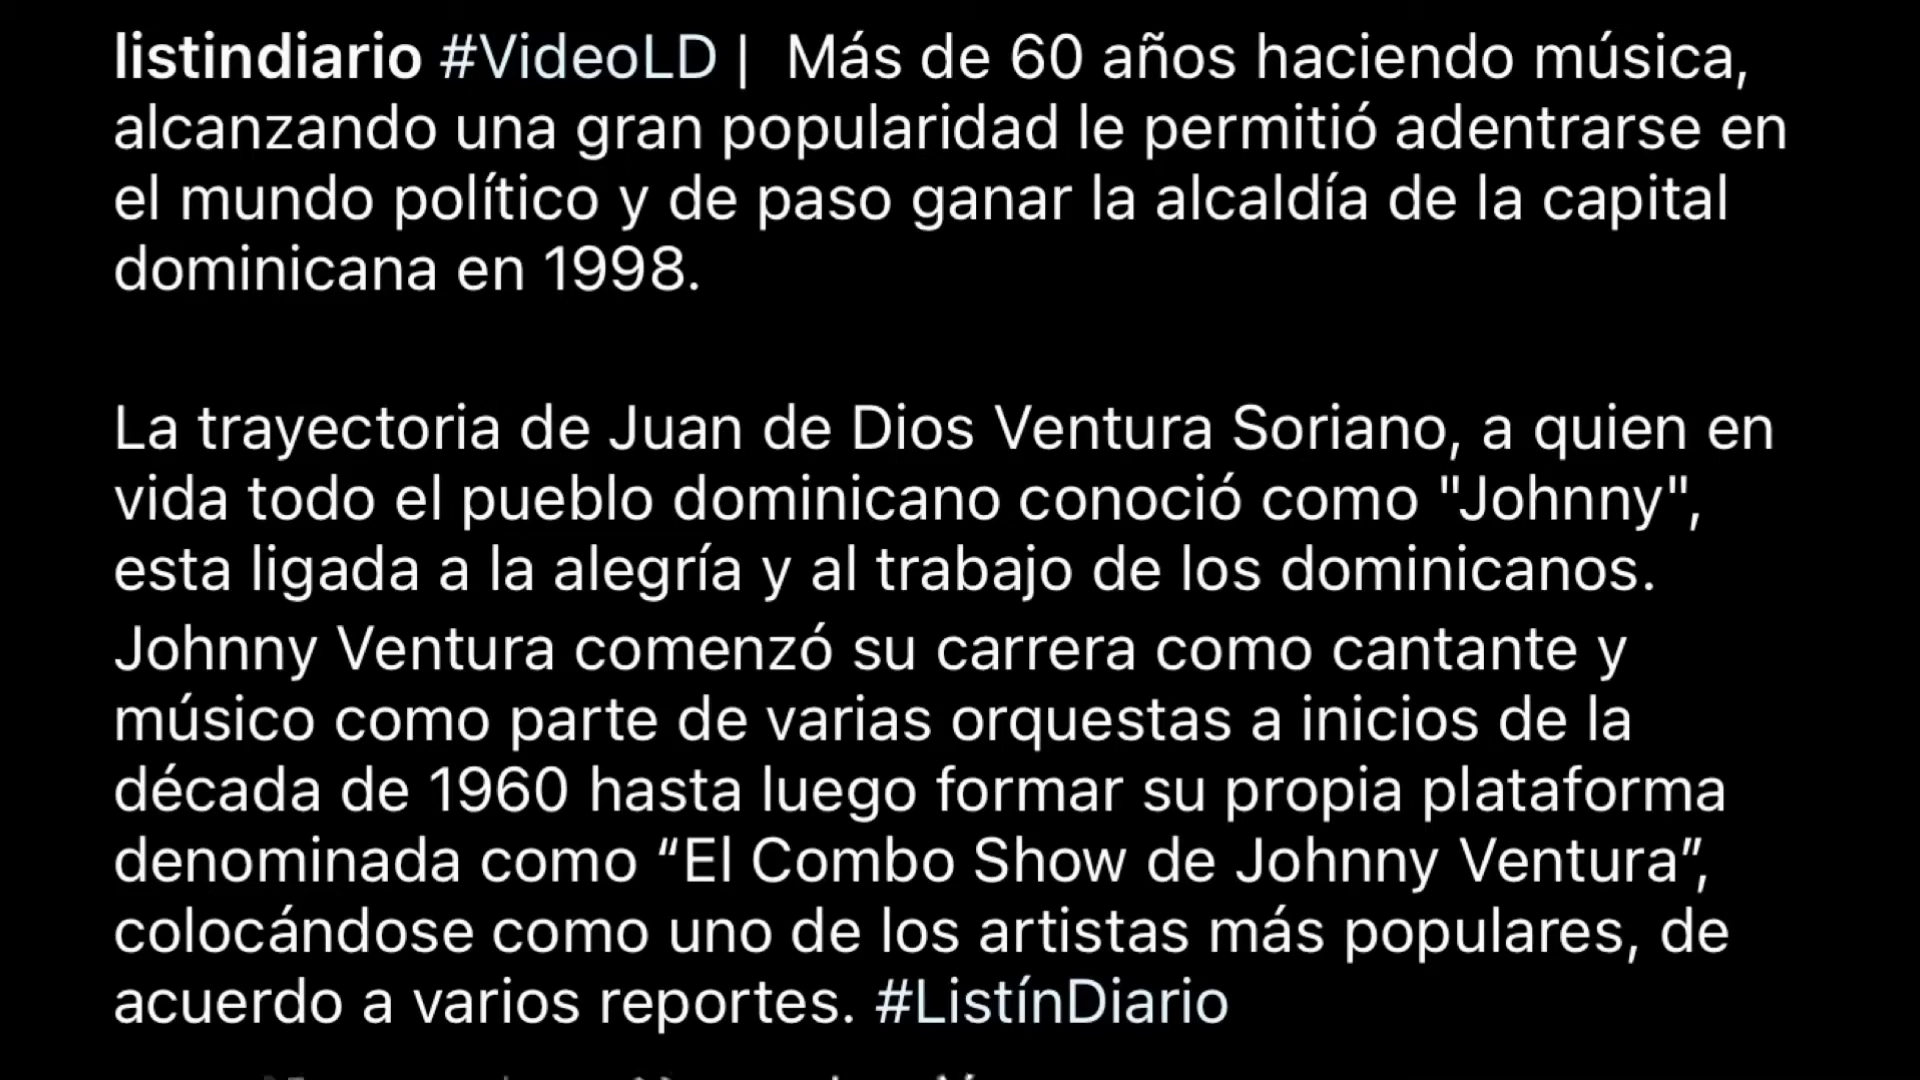 listindiario #VideoLD |  Más de 60 años haciendo música,
alcanzando una gran popularidad le permitió adentrarse en
el mundo político y de paso ganar la alcaldía de la capital
dominicana en 1998.
La trayectoria de Juan de Dios Ventura Soriano, a quien en
vida todo el pueblo dominicano conoció como "Johnny",
esta ligada a la alegría y al trabajo de los dominicanos.
Johnny Ventura comenzó su carrera como cantante y
músico como parte de varias orquestas a inicios de la
década de 1960 hasta luego formar su propia plataforma
denominada como “El Combo Show de Johnny Ventura”,
colocándose como uno de los artistas más populares, de
acuerdo a varios reportes. #ListínDiario